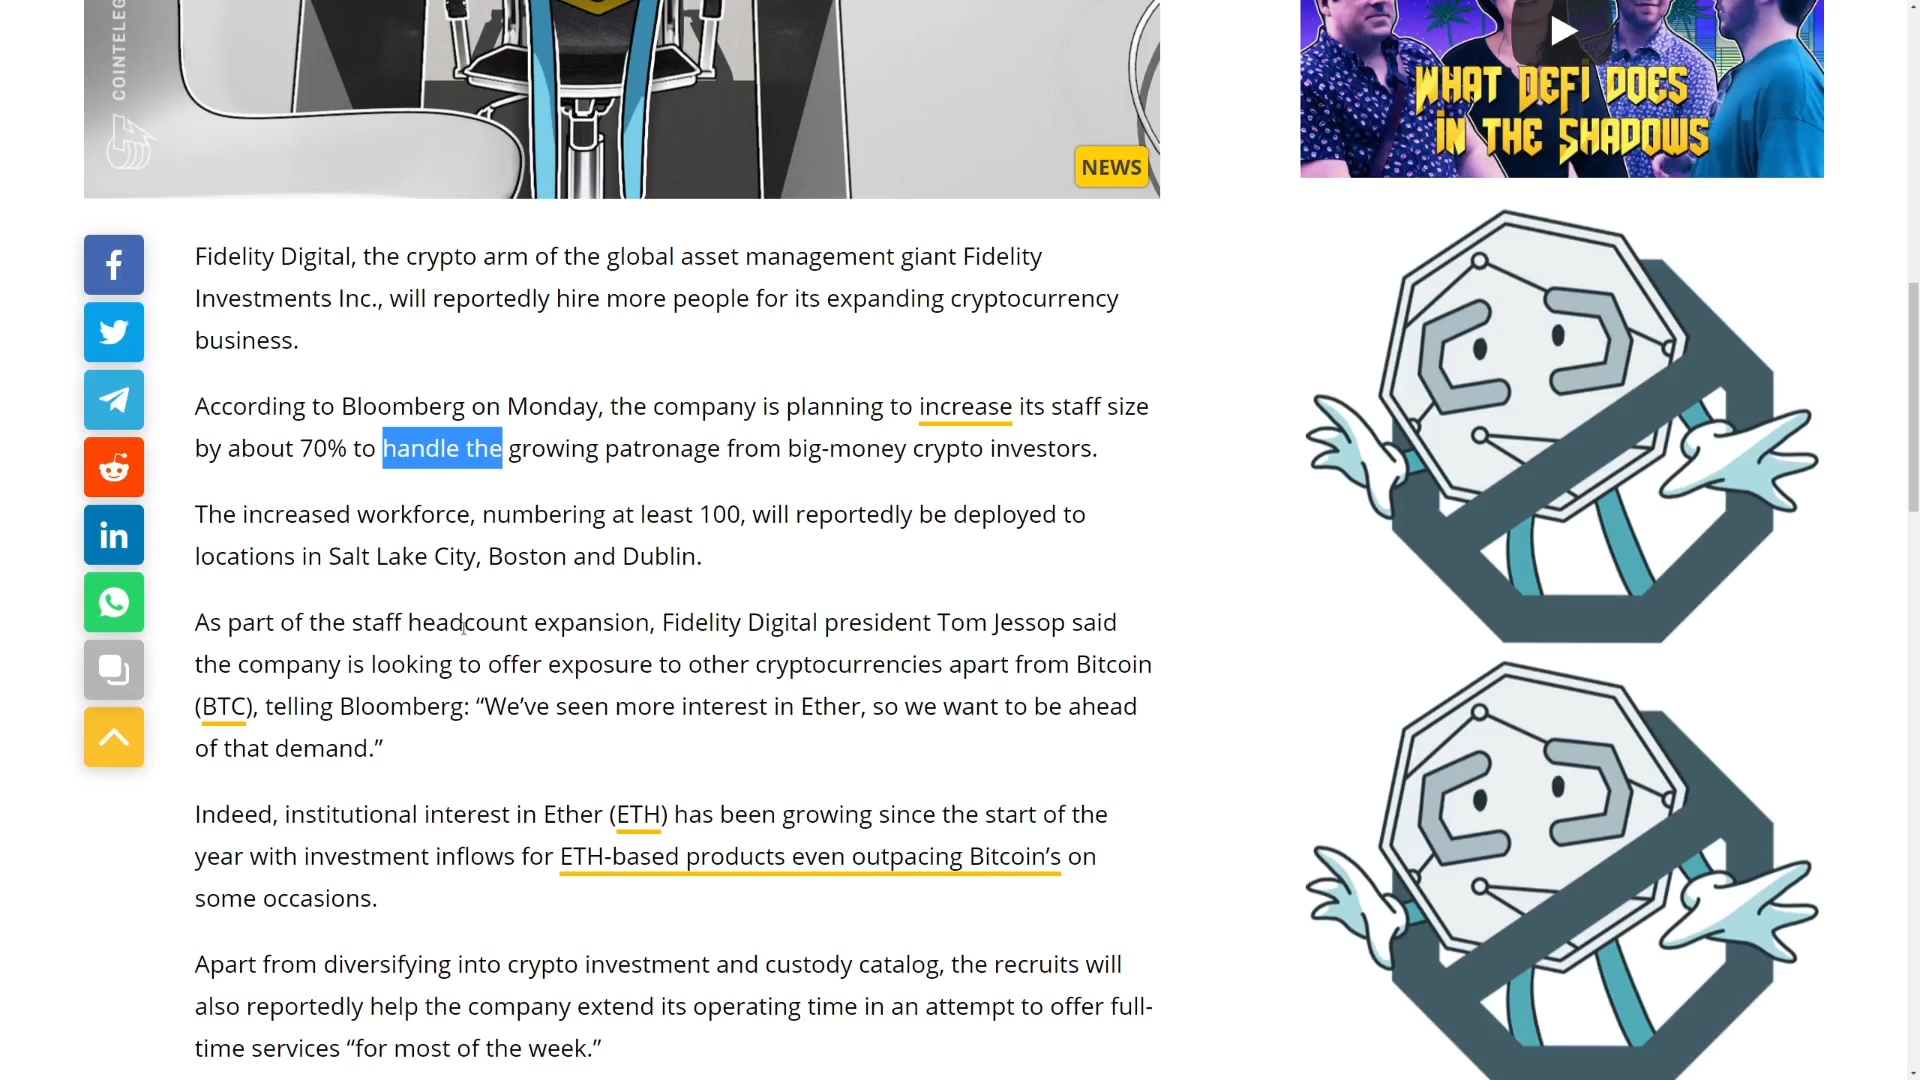 COINTELEG
NEWS
WHAT DEFI DOES
IN THE SHADOWS
Fidelity Digital, the crypto arm of the global asset management giant Fidelity
Investments Inc., will reportedly hire more people for its expanding cryptocurrency
business.
According to Bloomberg on Monday, the company is planning to increase its staff size
by about 70% to handle the growing patronage from big-money crypto investors.
The increased workforce, numbering at least 100, will reportedly be deployed to
locations in Salt Lake City, Boston and Dublin.
As part of the staff headcount expansion, Fidelity Digital president Tom Jessop said
the company is looking to offer exposure to other cryptocurrencies apart from Bitcoin
(BTC), telling Bloomberg: “We’ve seen more interest in Ether, so we want to be ahead
of that demand.”
Indeed, institutional interest in Ether (ETH) has been growing since the start of the
year with investment inflows for ETH-based products even outpacing Bitcoin’s on
some occasions.
Apart from diversifying into crypto investment and custody catalog, the recruits will
also reportedly help the company extend its operating time in an attempt to offer full-
time services “for most of the week.”